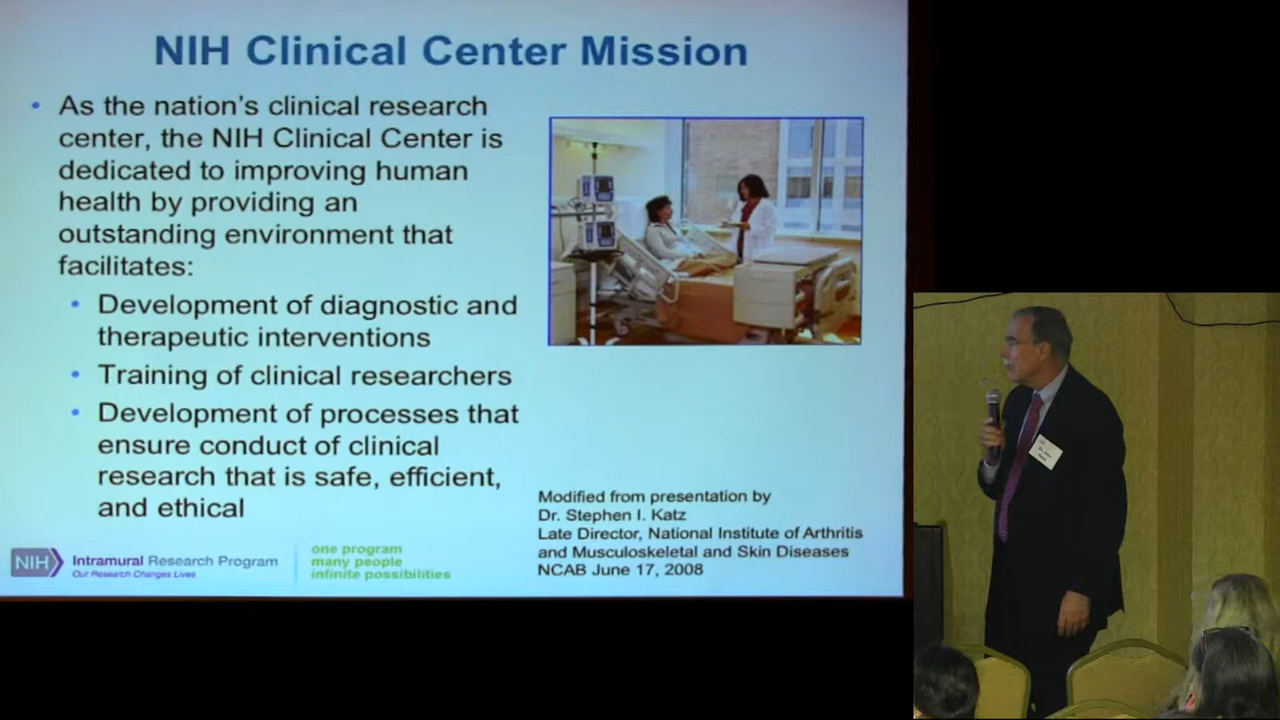 NIH Clinical Center Mission
• As the nation's clinical research
center, the NIH Clinical Center is
dedicated to improving human
health by providing an
outstanding environment that
facilitates:
• Development of diagnostic and
therapeutic interventions
• Training of clinical researchers
• Development of processes that
ensure conduct of clinical
research that is safe, efficient,
and ethical
Modified from presentation by
Dr. Stephen I. Katz
Late Director, National Institute of Arthritis
and Musculoskeletal and Skin Diseases
NCAB June 17, 2008
NIH
Intramural Research Program
Our Research Changes Lives
one program
many people
infinite possibilities